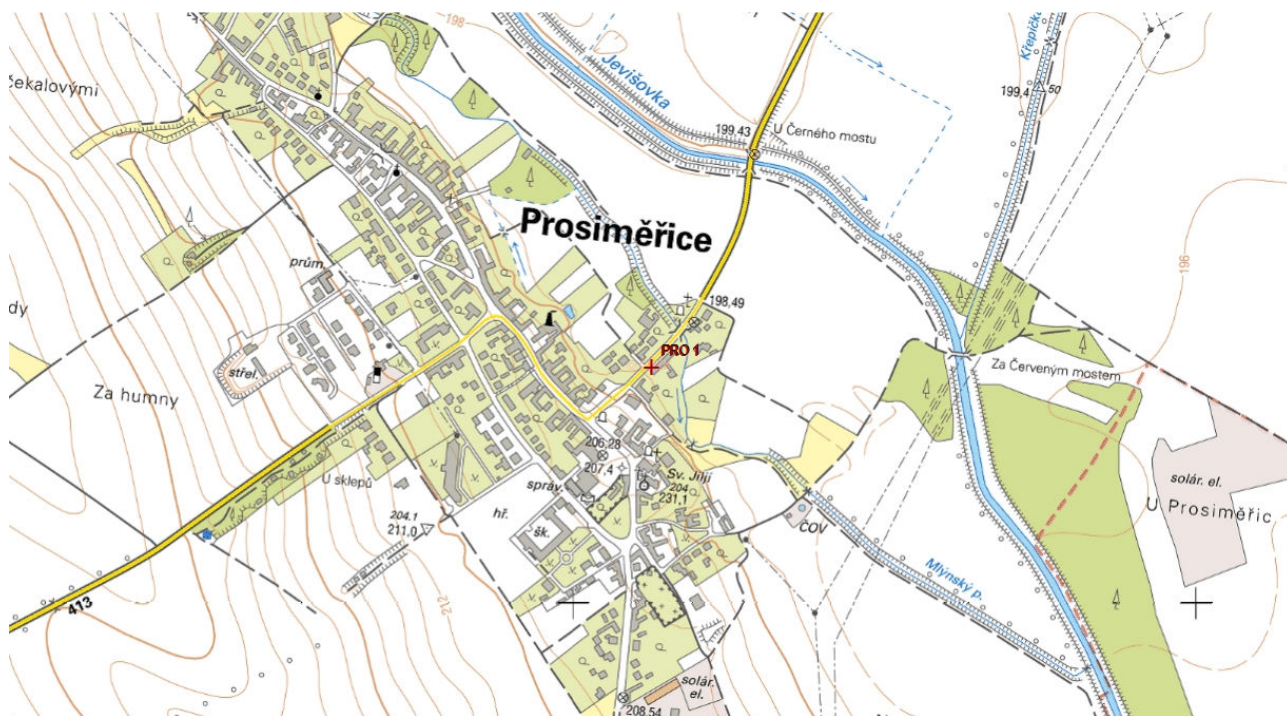 198
Jevišovka
Křepička
čekalovými
199,4
50
199,43
U Černého mostu
Prosiměřice
196
prům.
198,49
dy
PRO 1
střel.
Za humny
Za Červeným mostem
206,28
207,4
U sklepů
Sv. Jiljí
204
231,1
správ.
solár. el.
hř.
šk.
U Prosiměřic
204.1
211,0
ČOV
Mlýnský p.
413
212
solár.
el.
208,54